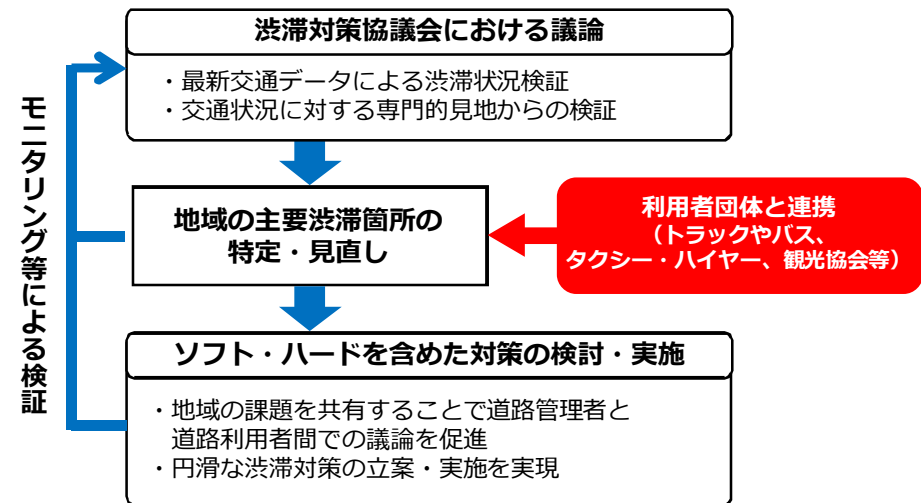 渋滞対策協議会における議論
・最新交通データによる渋滞状況検証
・交通状況に対する専門的見地からの検証
モニタリング等による検証
地域の主要渋滞箇所の
特定・見直し
利用者団体と連携
（トラックやバス、
タクシー・ハイヤー、観光協会等）
ソフト・ハードを含めた対策の検討・実施
・地域の課題を共有することで道路管理者と
道路利用者間での議論を促進
・円滑な渋滞対策の立案・実施を実現